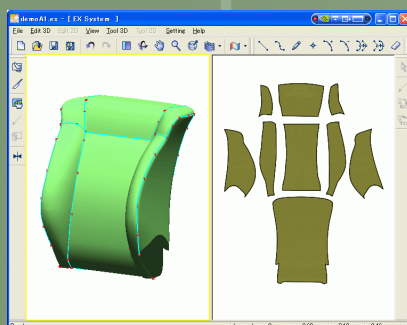 demoA1.ex - [ EX System ]
File Edit 3D Edit 2D View Tool 3D Tool 2D Setting Help